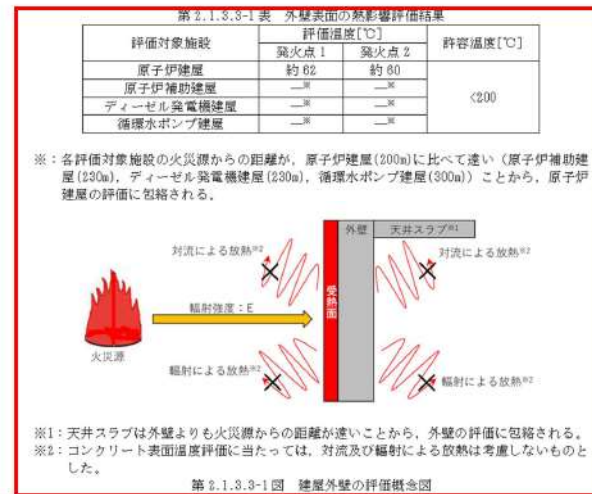 第 2.1.3.3-1表 外壁表面の熱影響評価結果
評価対象施設 評価温度[℃] 許容温度[℃]
発火点1 発火点2
原子炉建屋 約62 約60 <200
原子炉補助建屋 ―※ ―※
ディーゼル発電機建屋 ―※ ―※
循環水ポンプ建屋 ―※ ―※
※:各評価対象施設の火災源からの距離が,原子炉建屋(200m)に比べて遠い(原子炉補助建
屋(230m),ディーゼル発電機建屋(230m),循環水ポンプ建屋(300m))ことから,原子炉
建屋の評価に包絡される。
外壁 天井スラブ※1
対流による放熱※2 対流による放熱※2
受熱面
輻射強度:E
火災源
輻射による放熱※2 輻射による放熱※2
※1:天井スラブは外壁よりも火災源からの距離が遠いことから,外壁の評価に包絡される。
※2:コンクリート表面温度評価に当たっては,対流及び輻射による放熱は考慮しないものと
した。
第 2.1.3.3-1図 建屋外壁の評価概念図